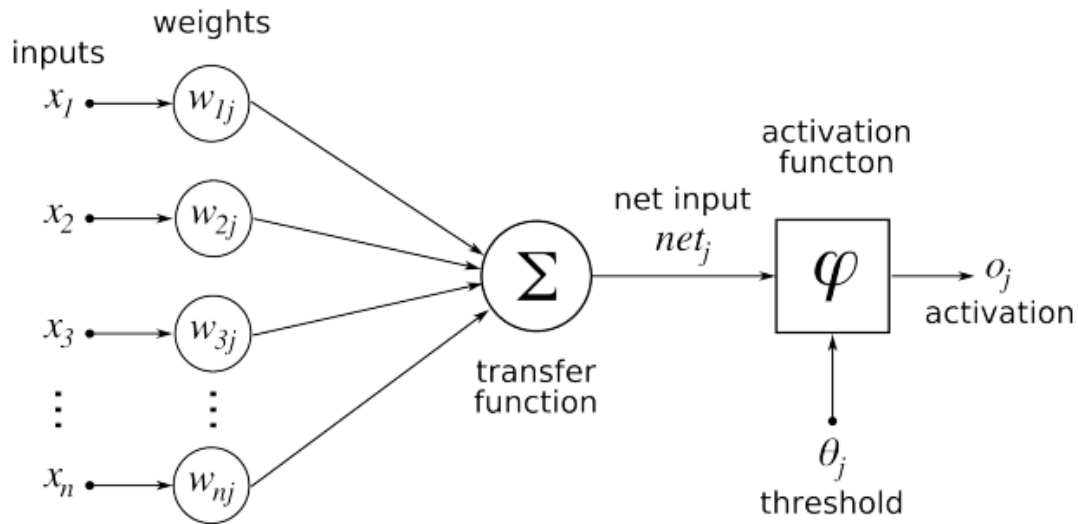 weights
inputs
x₁
w₁ⱼ
activation
functon
x₂
w₂ⱼ
net input
netⱼ
Σ
φ
oⱼ
activation
x₃
w₃ⱼ
transfer
function
⋮
⋮
θⱼ
threshold
xₙ
wₙⱼ